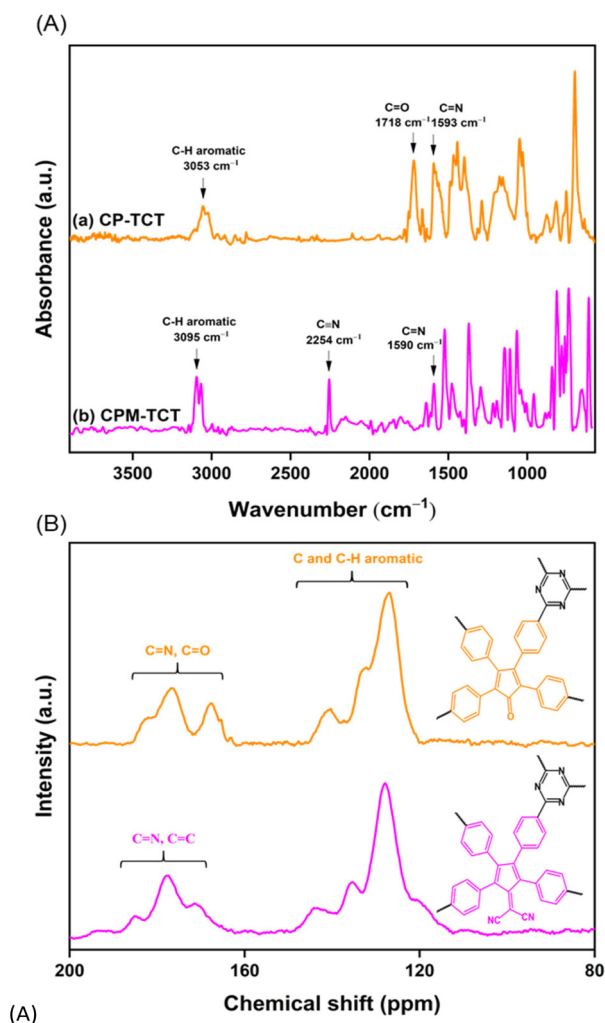 (A)
C=O
1718 cm⁻¹
C=N
1593 cm⁻¹
C-H aromatic
3053 cm⁻¹
(a) CP-TCT
C-H aromatic
3095 cm⁻¹
C≡N
2254 cm⁻¹
C=N
1590 cm⁻¹
(b) CPM-TCT
Absorbance (a.u.)
3500 3000 2500 2000 1500 1000
Wavenumber (cm⁻¹)
(B)
C and C-H aromatic
C=N, C=O
N
N
N
O
C=N, C=C
N
N
N
NC
CN
Intensity (a.u.)
200 160 120 80
Chemical shift (ppm)
(A)